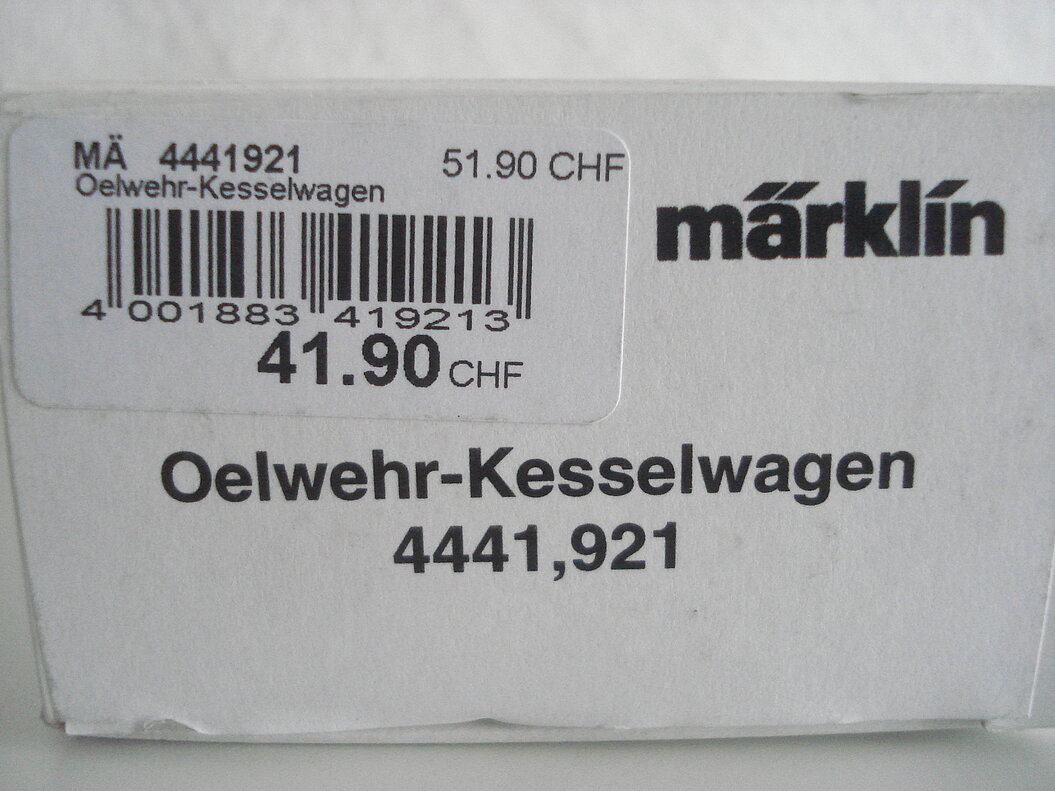 MÄ 4441921 51.90 CHF
Oelwehr-Kesselwagen
4 001883 419213
41.90 CHF
märklin
Oelwehr-Kesselwagen
4441,921